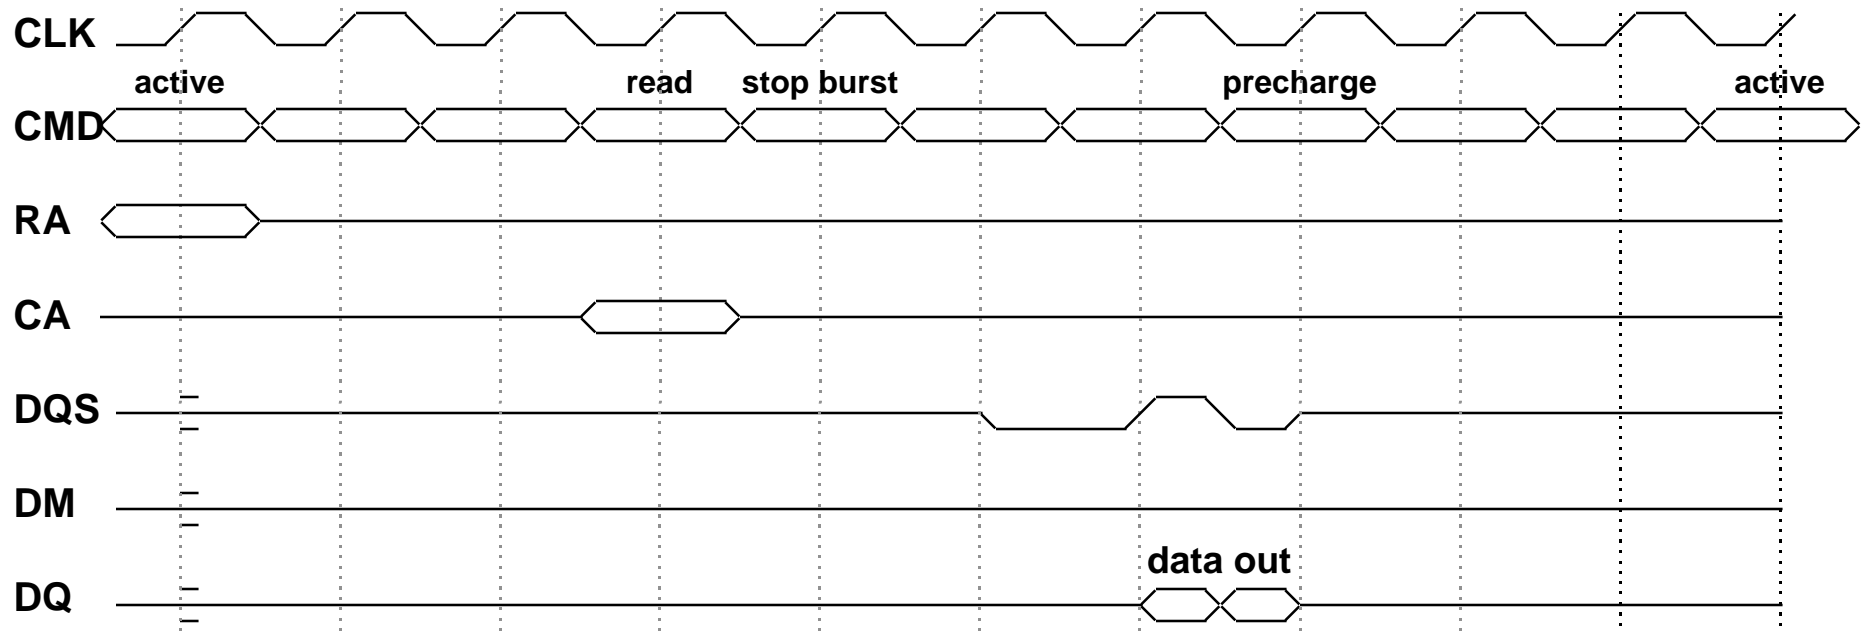 CLK
active read stop burst precharge active
CMD
RA
CA
DQS
DM
data out
DQ